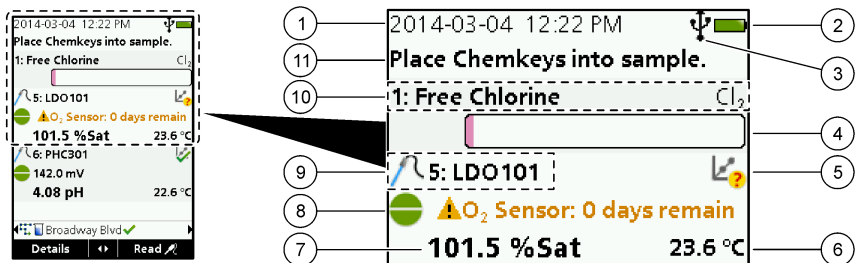 2014-03-04 12:22 PM
Place Chemkeys into sample.
1: Free Chlorine Cl₂
5: LDO101
O₂ Sensor: 0 days remain
101.5 %Sat 23.6 °C
6: PHC301
142.0 mV
4.08 pH 22.6 °C
Broadway Blvd
Details Read
1
11
10
9
8
7
2014-03-04 12:22 PM
Place Chemkeys into sample.
1: Free Chlorine Cl₂
5: LDO101
O₂ Sensor: 0 days remain
101.5 %Sat 23.6 °C
2
3
4
5
6